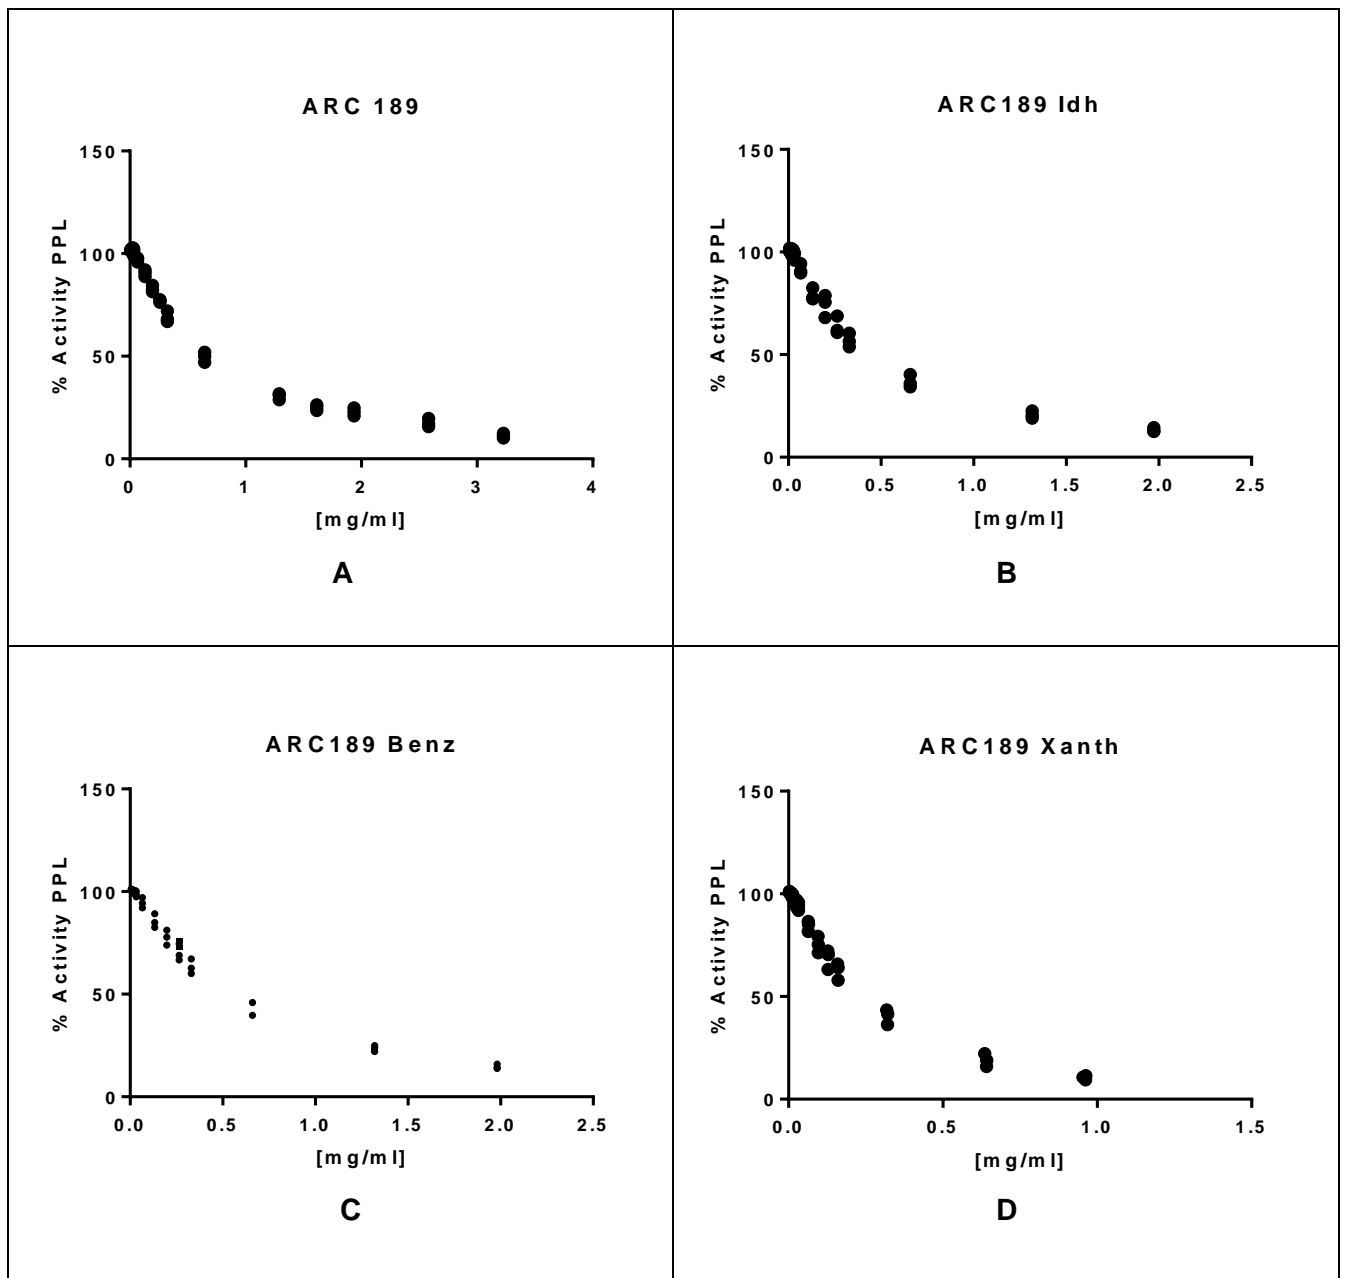 ARC 189
150
100
50
0
% Activity PPL
0 1 2 3 4
[mg/ml]
A
ARC189 Idh
150
100
50
0
% Activity PPL
0.0 0.5 1.0 1.5 2.0 2.5
[mg/ml]
B
ARC189 Benz
150
100
50
0
% Activity PPL
0.0 0.5 1.0 1.5 2.0 2.5
[mg/ml]
C
ARC189 Xanth
150
100
50
0
% Activity PPL
0.0 0.5 1.0 1.5
[mg/ml]
D